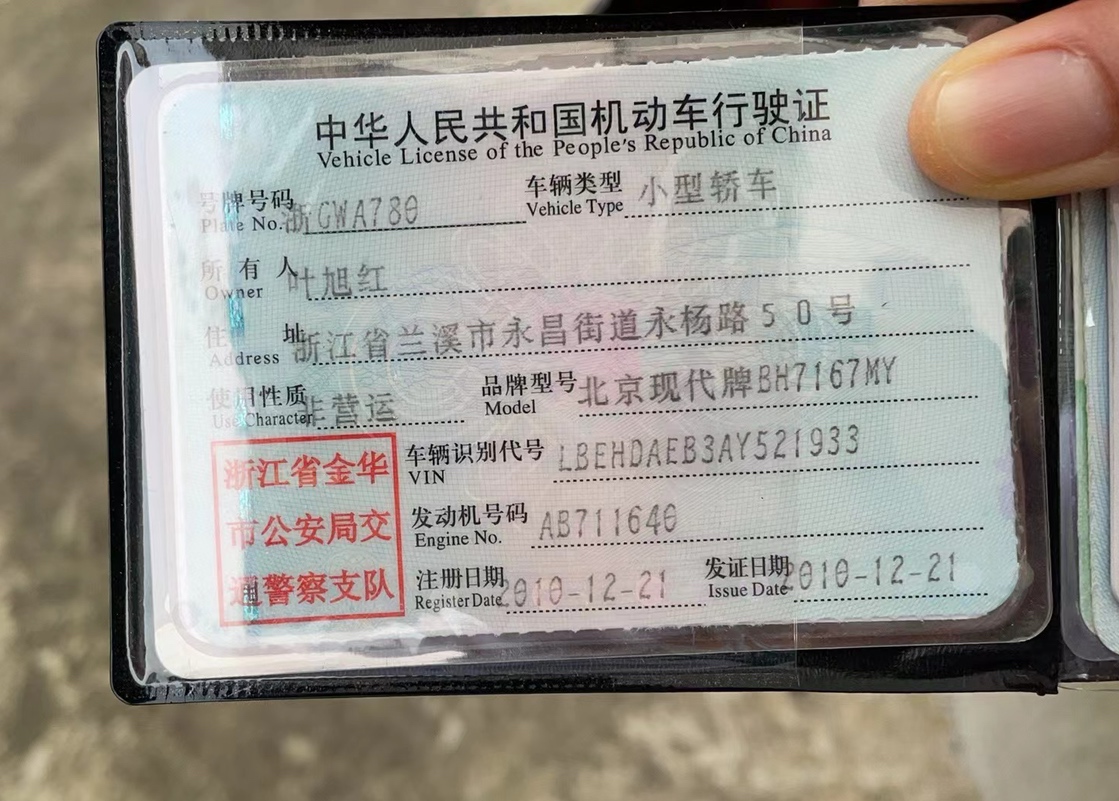 中华人民共和国机动车行驶证
Vehicle License of the People's Republic of China
号牌号码 浙GWA780 车辆类型 小型轿车
Plate No. Vehicle Type
所有人 叶旭红
Owner
住址 浙江省兰溪市永昌街道永杨路50号
Address
使用性质 非营运 品牌型号 北京现代牌BH7167MY
Use Character Model
浙江省金华
市公安局交
通警察支队
车辆识别代号 LBEHDAEB3AY521933
VIN
发动机号码 AB711640
Engine No.
注册日期 2010-12-21 发证日期 2010-12-21
Register Date Issue Date